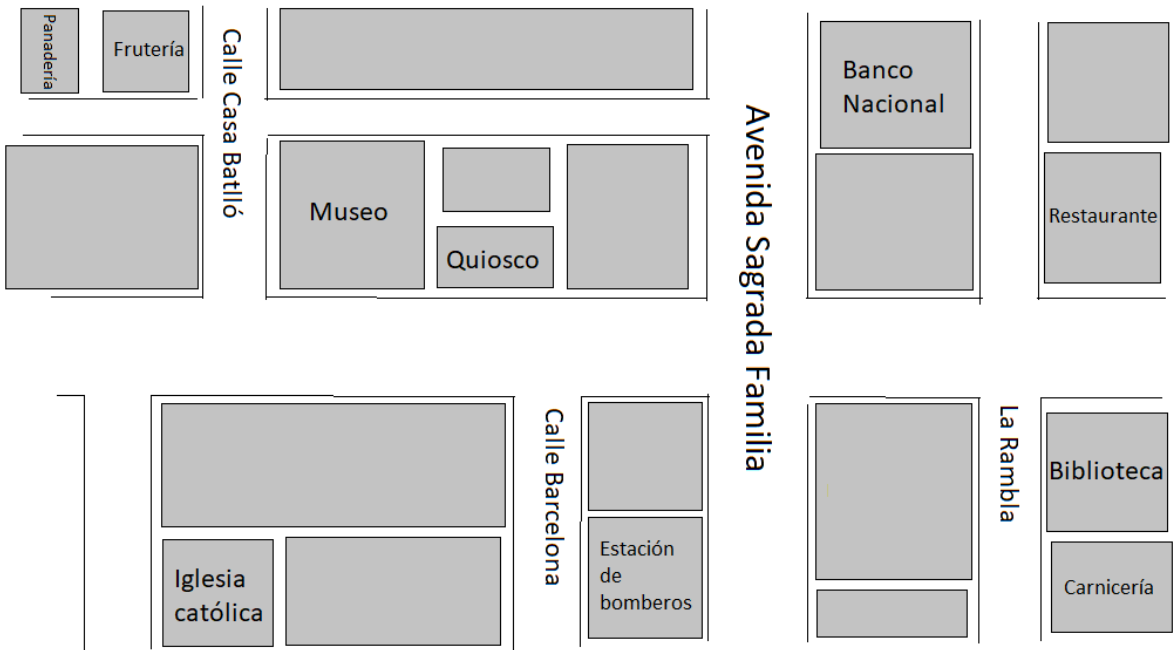 Panadería
Frutería
Calle Casa Batlló
Avenida Sagrada Familia
Banco
Nacional
Museo
Quiosco
Restaurante
Calle Barcelona
La Rambla
Biblioteca
Iglesia
católica
Estación
de
bomberos
Carnicería